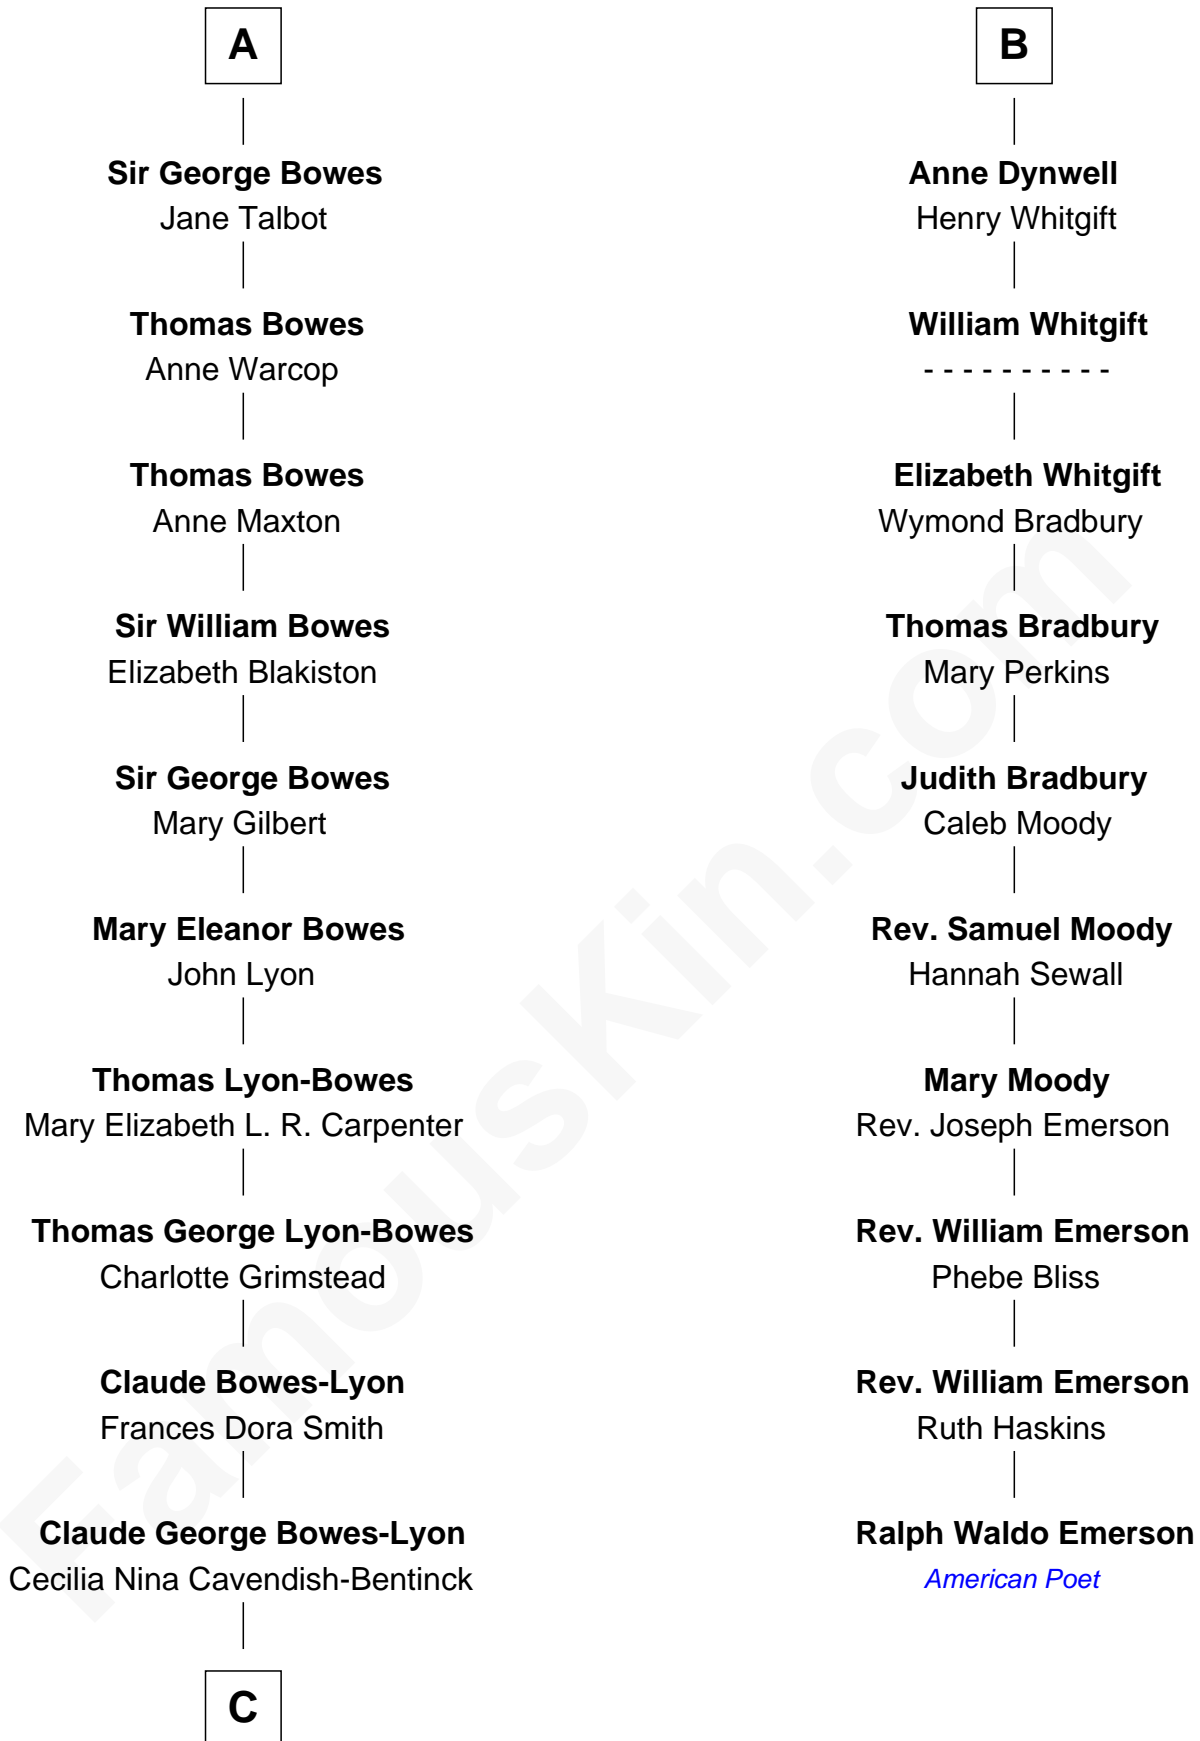 A
Sir George Bowes
Jane Talbot
Thomas Bowes
Anne Warcop
Thomas Bowes
Anne Maxton
Sir William Bowes
Elizabeth Blakiston
Sir George Bowes
Mary Gilbert
Mary Eleanor Bowes
John Lyon
Thomas Lyon-Bowes
Mary Elizabeth L. R. Carpenter
Thomas George Lyon-Bowes
Charlotte Grimstead
Claude Bowes-Lyon
Frances Dora Smith
Claude George Bowes-Lyon
Cecilia Nina Cavendish-Bentinck
C
B
Anne Dynwell
Henry Whitgift
William Whitgift
- - - - - - - - - -
Elizabeth Whitgift
Wymond Bradbury
Thomas Bradbury
Mary Perkins
Judith Bradbury
Caleb Moody
Rev. Samuel Moody
Hannah Sewall
Mary Moody
Rev. Joseph Emerson
Rev. William Emerson
Phebe Bliss
Rev. William Emerson
Ruth Haskins
Ralph Waldo Emerson
American Poet
FamousKin.com